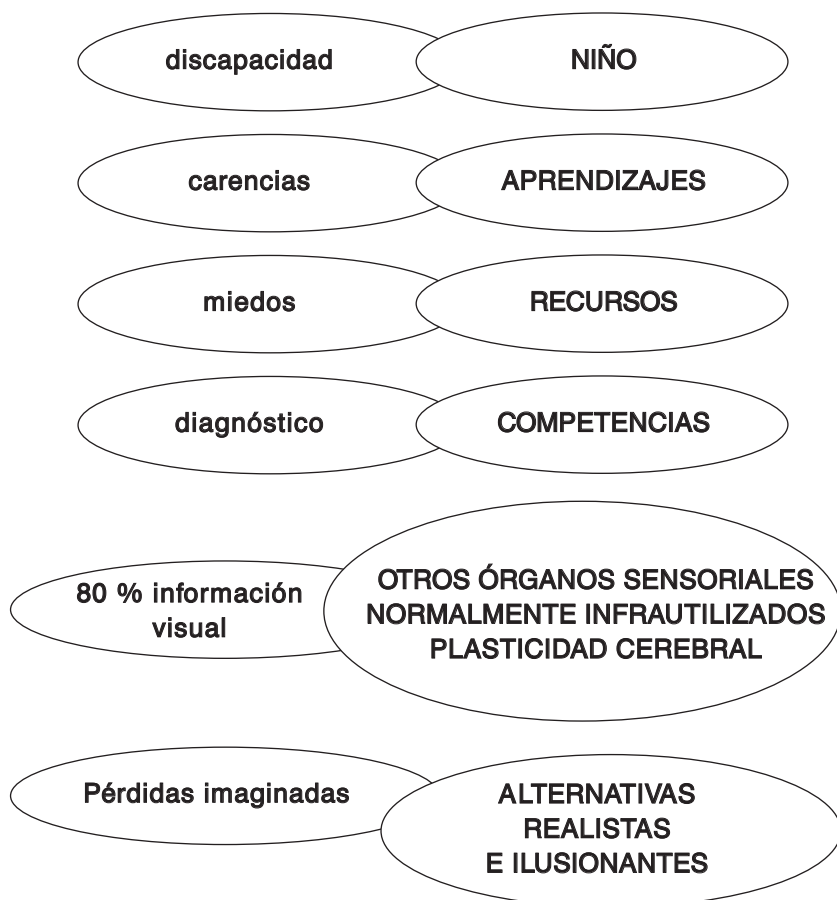 discapacidad
NIÑO
carencias
APRENDIZAJES
miedos
RECURSOS
diagnóstico
COMPETENCIAS
80 % información
visual
OTROS ÓRGANOS SENSORIALES
NORMALMENTE INFRAUTILIZADOS
PLASTICIDAD CEREBRAL
Pérdidas imaginadas
ALTERNATIVAS
REALISTAS
E ILUSIONANTES